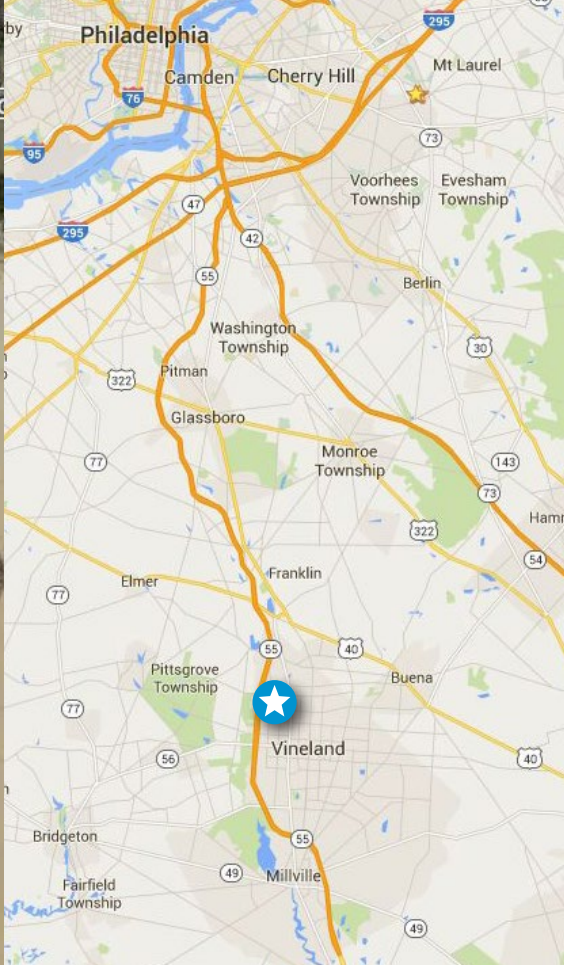 295
by
Philadelphia
Mt Laurel
Camden
Cherry Hill
76
73
95
Voorhees
Township
Evesham
Township
47
42
295
55
Berlin
Washington
Township
30
Pitman
322
Glassboro
Monroe
Township
77
143
73
Hamm
322
54
Franklin
Elmer
77
55
40
Pittsgrove
Township
Buena
77
Vineland
56
40
Bridgeton
55
49
Millville
Fairfield
Township
49